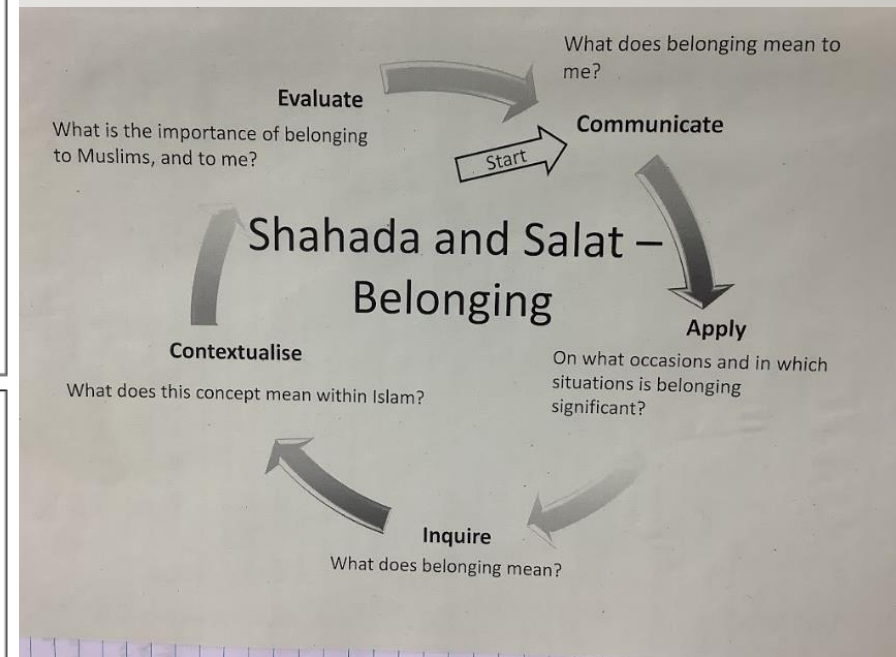 What does belonging mean to
me?
Communicate
Start
Evaluate
What is the importance of belonging
to Muslims, and to me?
Shahada and Salat –
Belonging
Apply
On what occasions and in which
situations is belonging
significant?
Contextualise
What does this concept mean within Islam?
Inquire
What does belonging mean?